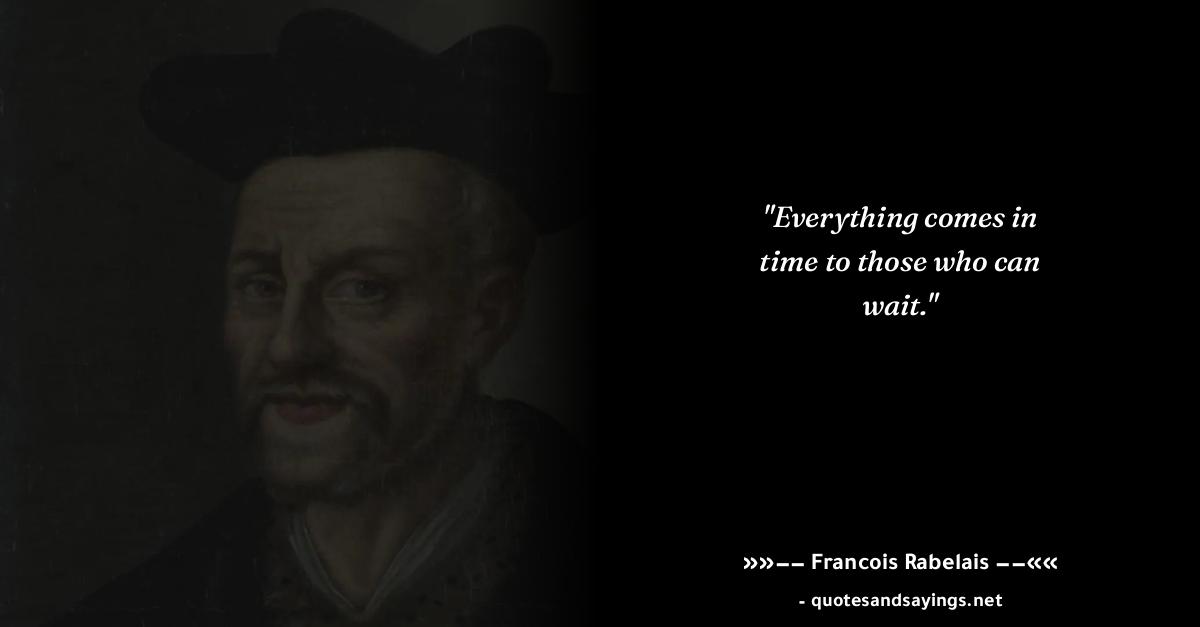 "Everything comes in
time to those who can
wait."
»»–– Francois Rabelais ––««
- quotesandsayings.net